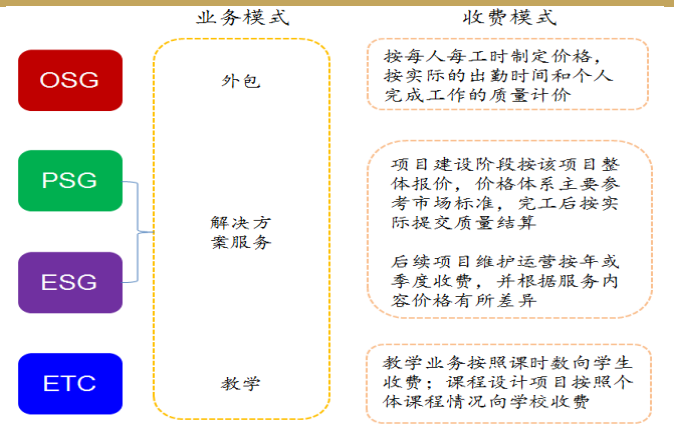 业务模式
收费模式
OSG
外包
按每人每工时制定价格，
按实际的出勤时间和个人
完成工作的质量计价
PSG
ESG
解决方
案服务
项目建设阶段按该项目整
体报价，价格体系主要参
考市场标准，完工后按实
际提交质量结算
后续项目维护运营按年或
季度收费，并根据服务内
容价格有所差异
ETC
教学
教学业务按照课时数向学生
收费；课程设计项目按照个
体课程情况向学校收费